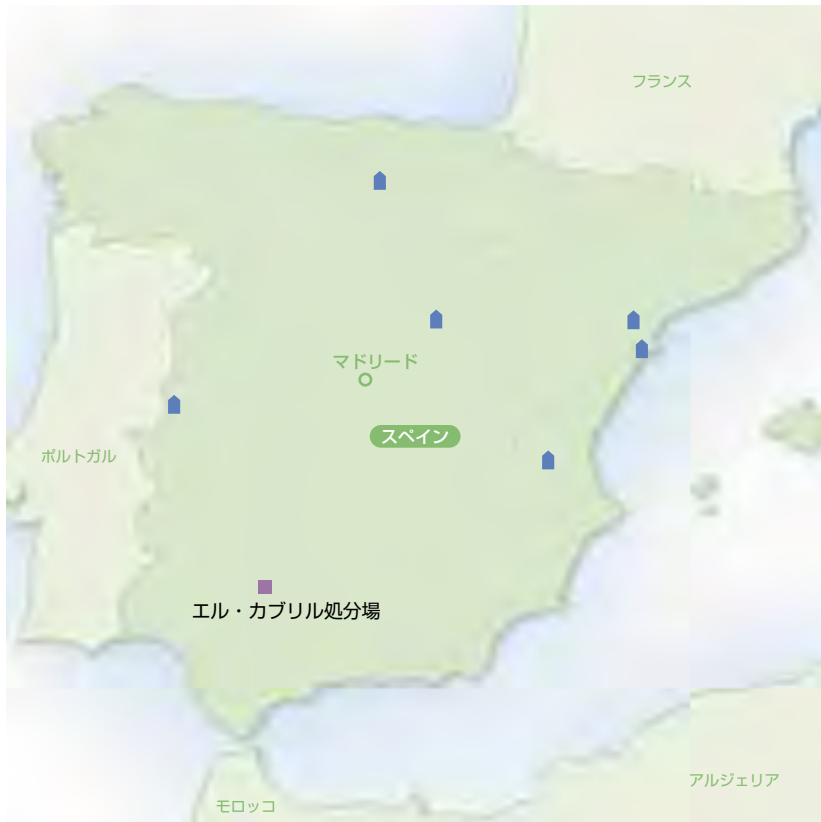 フランス
マドリード
スペイン
ポルトガル
エル・カブリル処分場
アルジェリア
モロッコ